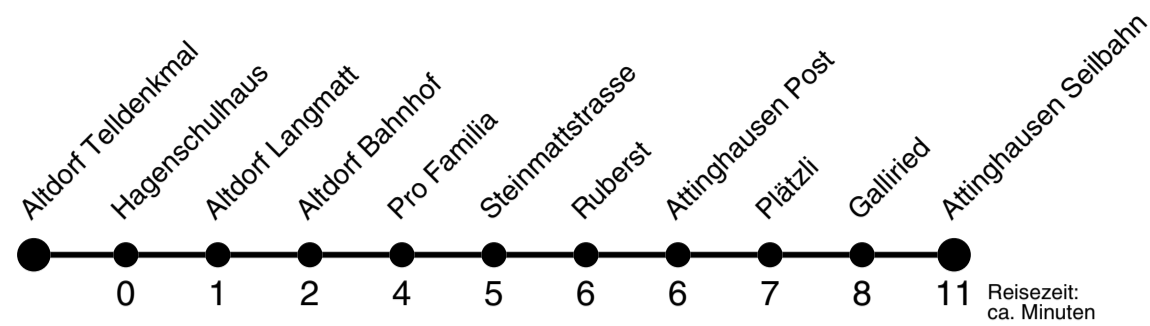 Altdorf Telldenkmal
Hagenschulhaus
Altdorf Langmatt
Altdorf Bahnhof
Pro Familia
Steinmattstrasse
Ruberst
Attinghausen Post
Plätzli
Galliried
Attinghausen Seilbahn
0 1 2 4 5 6 6 7 8 11
Reisezeit:
ca. Minuten